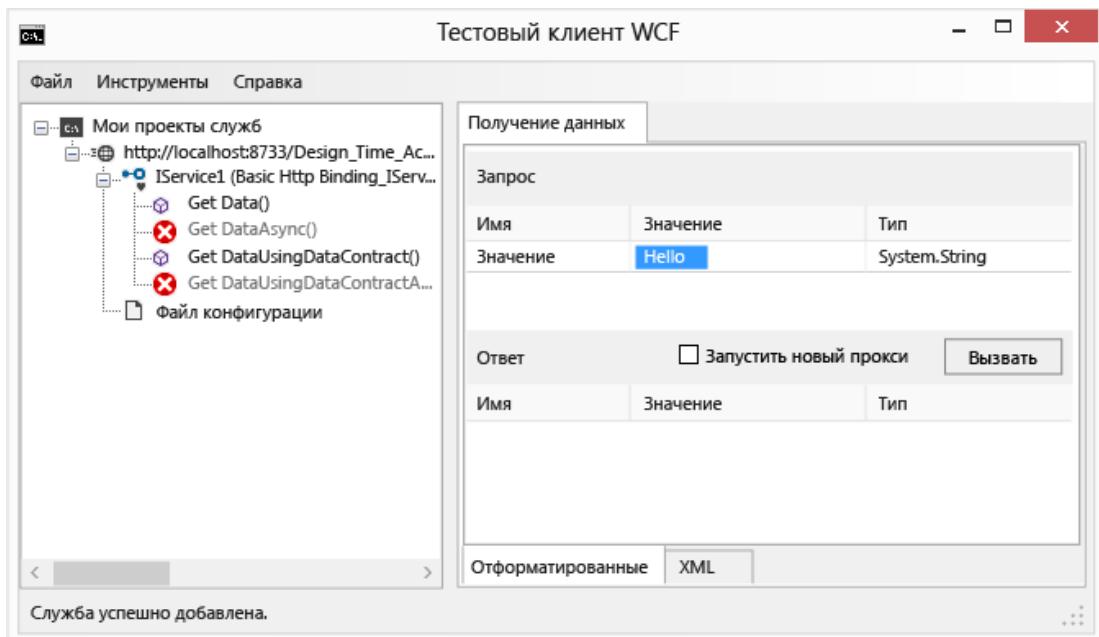 Тестовый клиент WCF
Файл Инструменты Справка
Мои проекты служб
http://localhost:8733/Design_Time_Ac...
IService1 (Basic Http Binding_IServ...
Get Data()
Get DataAsync()
Get DataUsingDataContract()
Get DataUsingDataContractA...
Файл конфигурации
Получение данных
Запрос
Имя Значение Тип
Значение Hello System.String
Ответ Запустить новый прокси Вызвать
Имя Значение Тип
Отформатированные XML
Служба успешно добавлена.